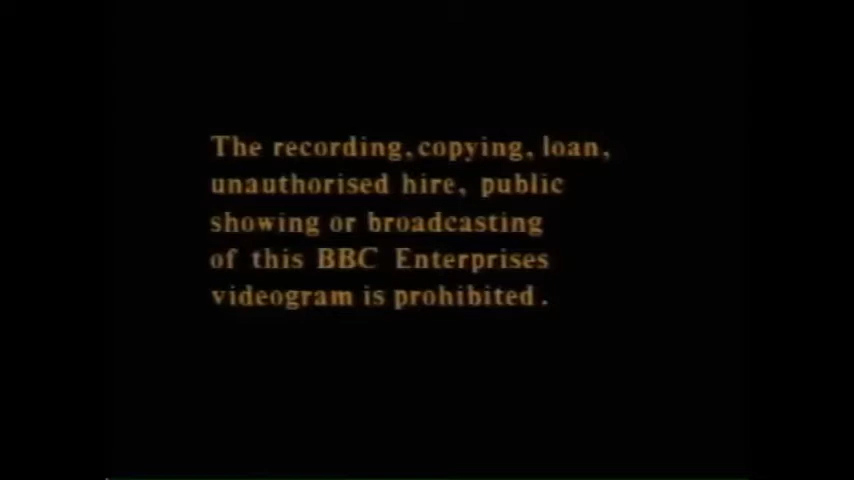 The recording, copying, loan,
unauthorised hire, public
showing or broadcasting
of this BBC Enterprises
videogram is prohibited.